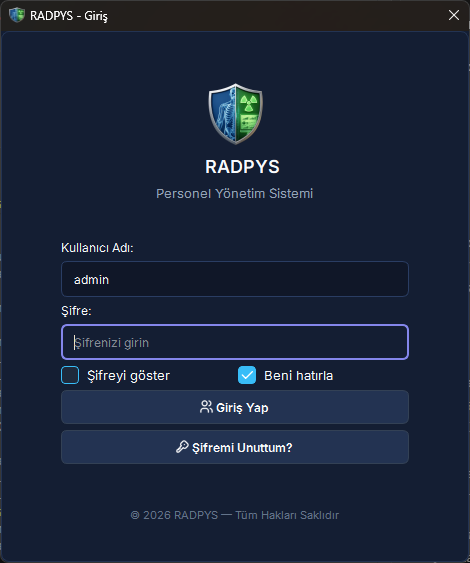 RADPYS - Giriş
RADPYS
Personel Yönetim Sistemi
Kullanıcı Adı:
admin
Şifre:
Şifrenizi girin
Şifreyi göster
Beni hatırla
Giriş Yap
Şifremi Unuttum?
© 2026 RADPYS — Tüm Hakları Saklıdır